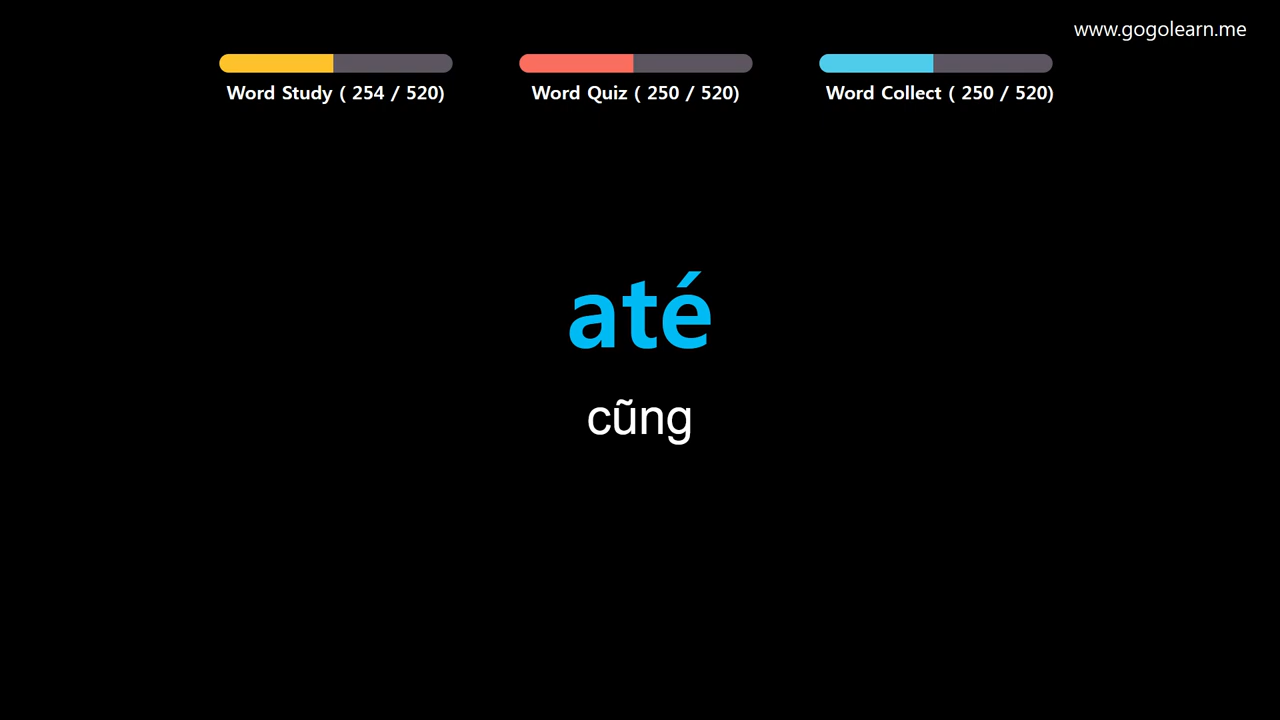 www.gogolearn.me
Word Study ( 254 / 520)
Word Quiz ( 250 / 520)
Word Collect ( 250 / 520)
até
cũng